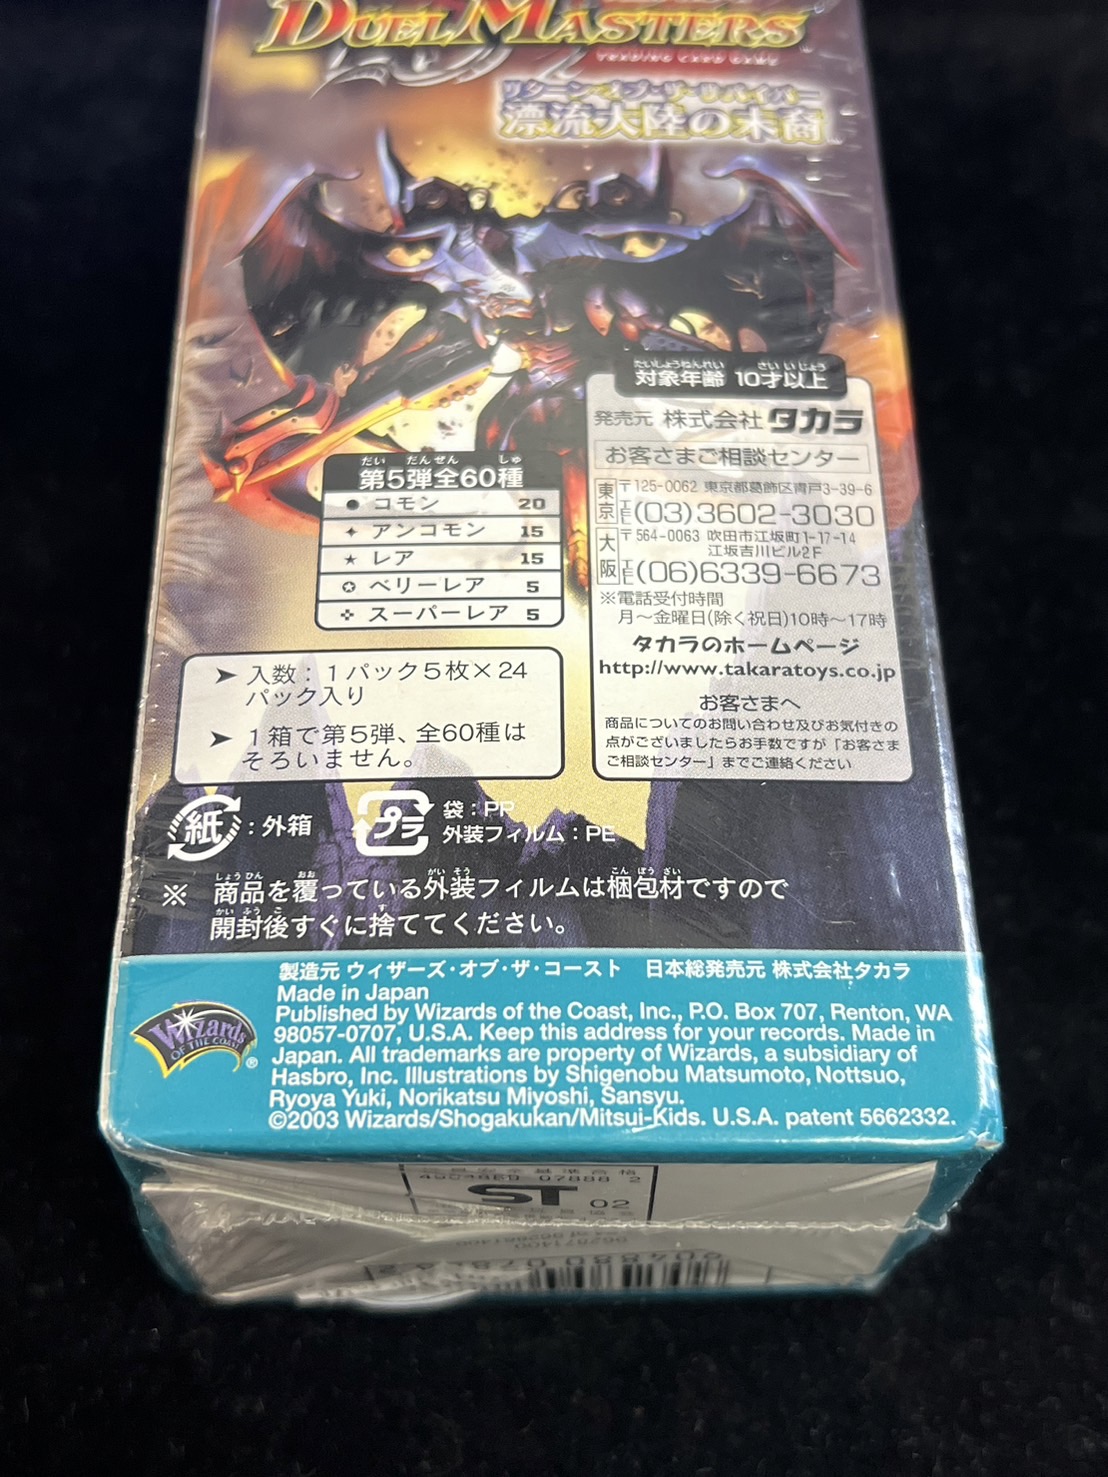 DUEL MASTERS
TRADING CARD GAME
リターン・オブ・ザ・サバイバー
漂流大陸の末裔
たいしょうねんれい さい いじょう
対象年齢 10才以上
発売元 株式会社 タカラ
お客さまご相談センター
東京 〒125-0062 東京都葛飾区青戸3-39-6
TEL(03)3602-3030
大阪 〒564-0063 吹田市江坂町1-17-14
江坂吉川ビル2F
TEL(06)6339-6673
※電話受付時間
月〜金曜日(除く祝日)10時〜17時
タカラのホームページ
http://www.takaratoys.co.jp
お客さまへ
商品についてのお問い合わせ及びお気付きの
点がございましたらお手数ですが「お客さま
ご相談センター」までご連絡ください
だい だんぜん しゅ
第5弾全60種
● コモン 20
✦ アンコモン 15
★ レア 15
✪ ベリーレア 5
✣ スーパーレア 5
➤ 入数：1パック5枚×24
パック入り
➤ 1箱で第5弾、全60種は
そろいません。
紙：外箱
プラ 袋：PP
外装フィルム：PE
しょうひん おお がいそう こんぽうざい
※ 商品を覆っている外装フィルムは梱包材ですので
かいふうご す
開封後すぐに捨ててください。
製造元 ウィザーズ・オブ・ザ・コースト 日本総発売元 株式会社タカラ
Made in Japan
Published by Wizards of the Coast, Inc., P.O. Box 707, Renton, WA
98057-0707, U.S.A. Keep this address for your records. Made in
Japan. All trademarks are property of Wizards, a subsidiary of
Hasbro, Inc. Illustrations by Shigenobu Matsumoto, Nottsuo,
Ryoya Yuki, Norikatsu Miyoshi, Sansyu.
©2003 Wizards/Shogakukan/Mitsui-Kids. U.S.A. patent 5662332.
Wizards
OF THE COAST®
ST 02